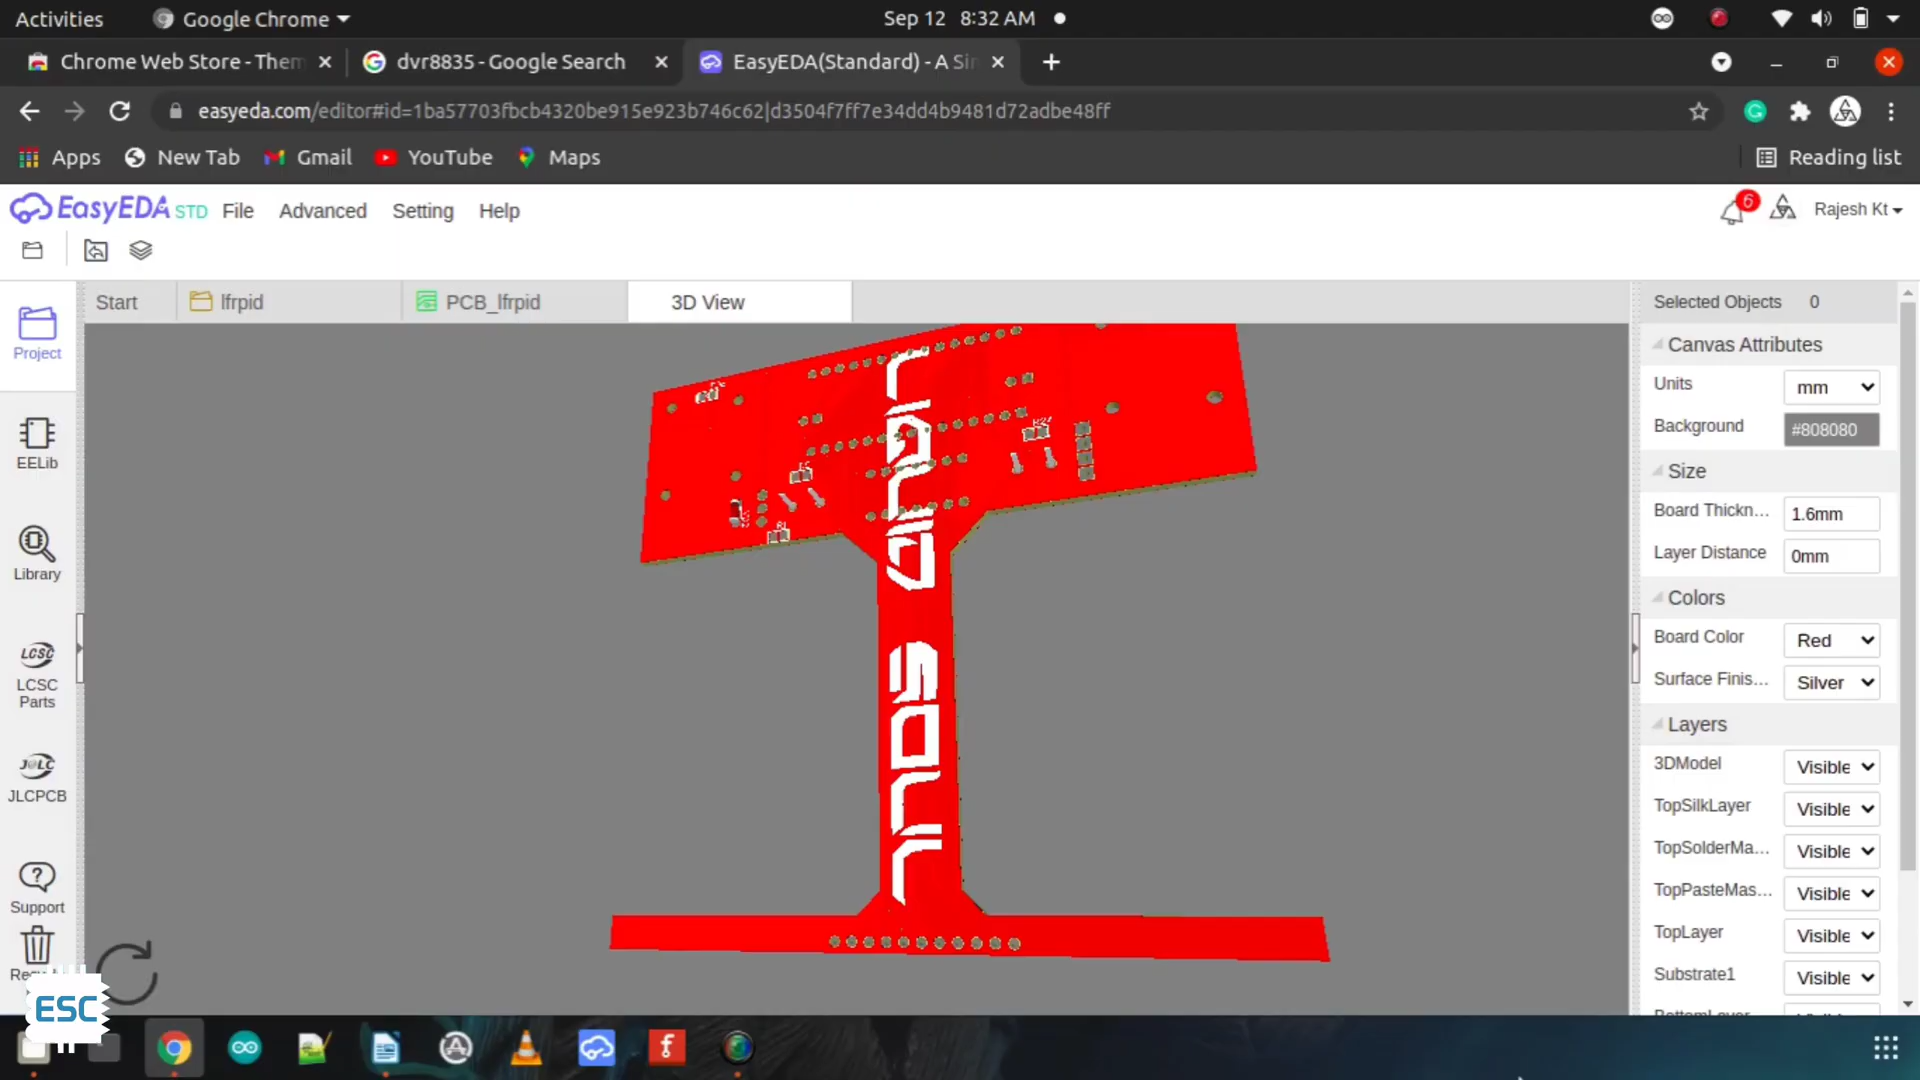 Activities
Google Chrome
Sep 12 8:32 AM
Chrome Web Store - Them
dvr8835 - Google Search
EasyEDA(Standard) - A Sim
easyeda.com/editor#id=1ba57703fbcb4320be915e923b746c62|d3504f7ff7e34dd4b9481d72adbe48ff
Apps
New Tab
Gmail
YouTube
Maps
Reading list
EasyEDA STD
File
Advanced
Setting
Help
6
Rajesh Kt
Start
lfrpid
PCB_lfrpid
3D View
Selected Objects 0
Project
EELib
Library
LCSC
LCSC
Parts
JLCPCB
Support
Canvas Attributes
Units mm
Background #808080
Size
Board Thickn... 1.6mm
Layer Distance 0mm
Colors
Board Color Red
Surface Finis... Silver
Layers
3DModel Visible
TopSilkLayer Visible
TopSolderMa... Visible
TopPasteMas... Visible
TopLayer Visible
Substrate1 Visible
ESC